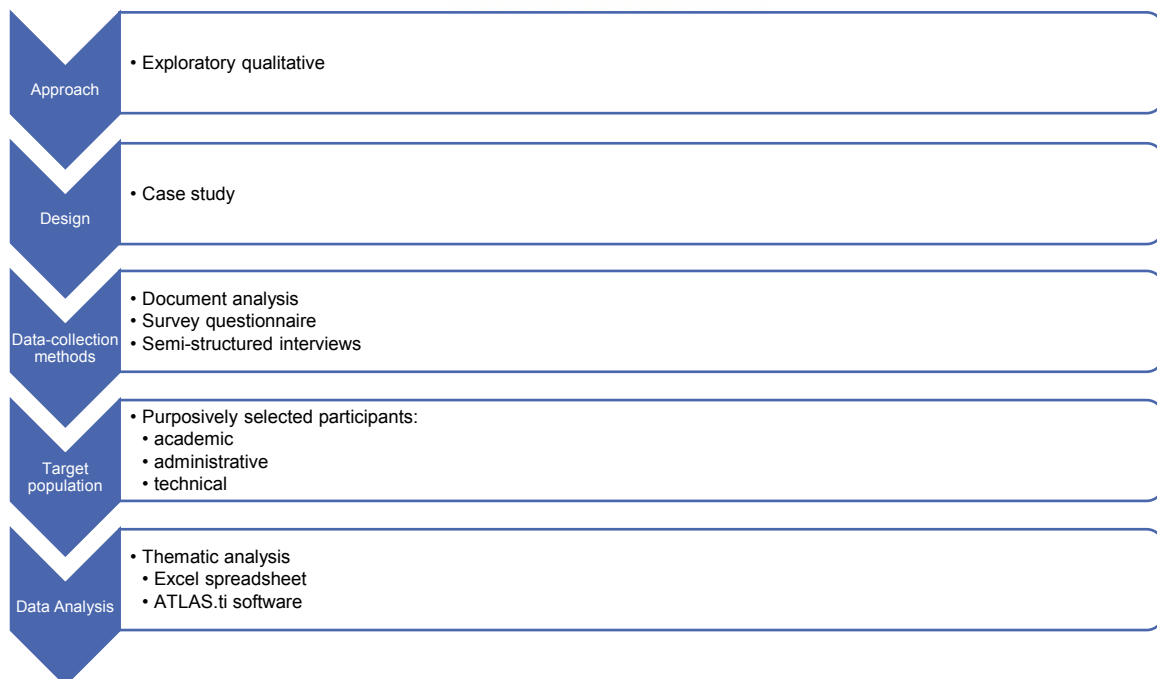 Approach
• Exploratory qualitative
Design
• Case study
Data-collection
methods
• Document analysis
• Survey questionnaire
• Semi-structured interviews
Target
population
• Purposively selected participants:
• academic
• administrative
• technical
Data Analysis
• Thematic analysis
• Excel spreadsheet
• ATLAS.ti software